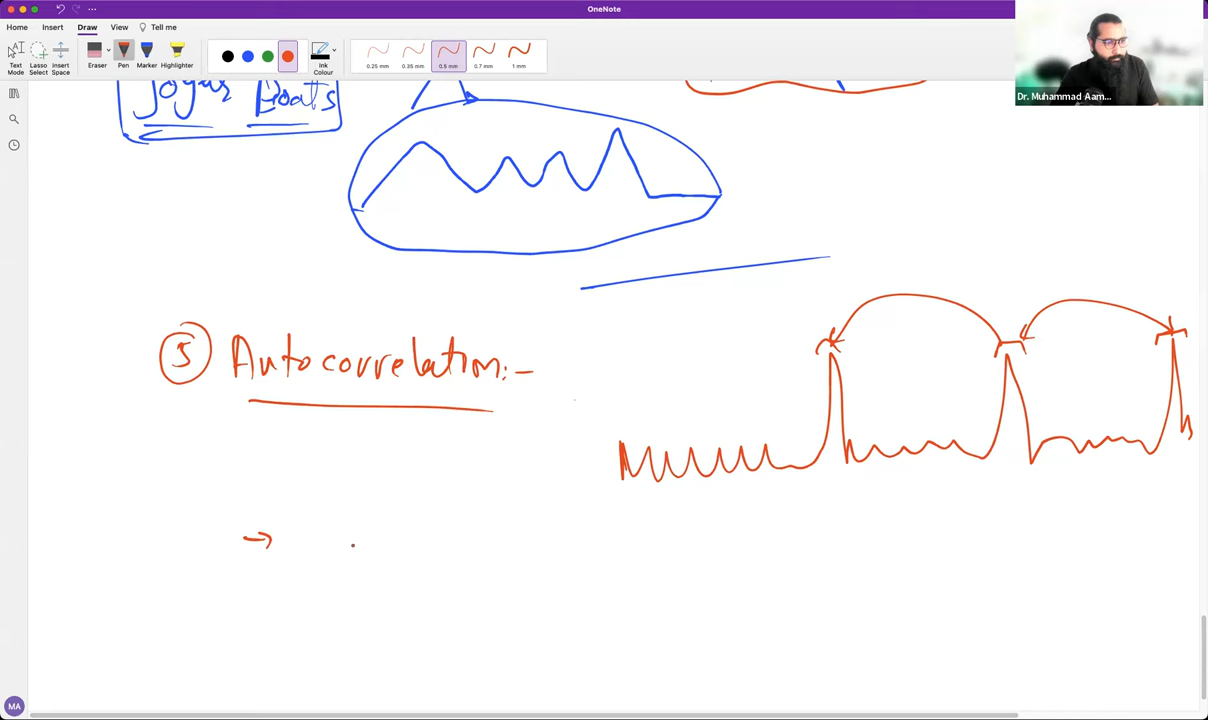 OneNote
Home Insert Draw View Tell me
Text Mode
Lasso Select
Insert Space
Eraser
Pen
Marker
Highlighter
Ink Colour
0.25 mm
0.35 mm
0.5 mm
0.7 mm
1 mm
Dr. Muhammad Aam...
Boats
5 Autocorrelation:-
→
MA